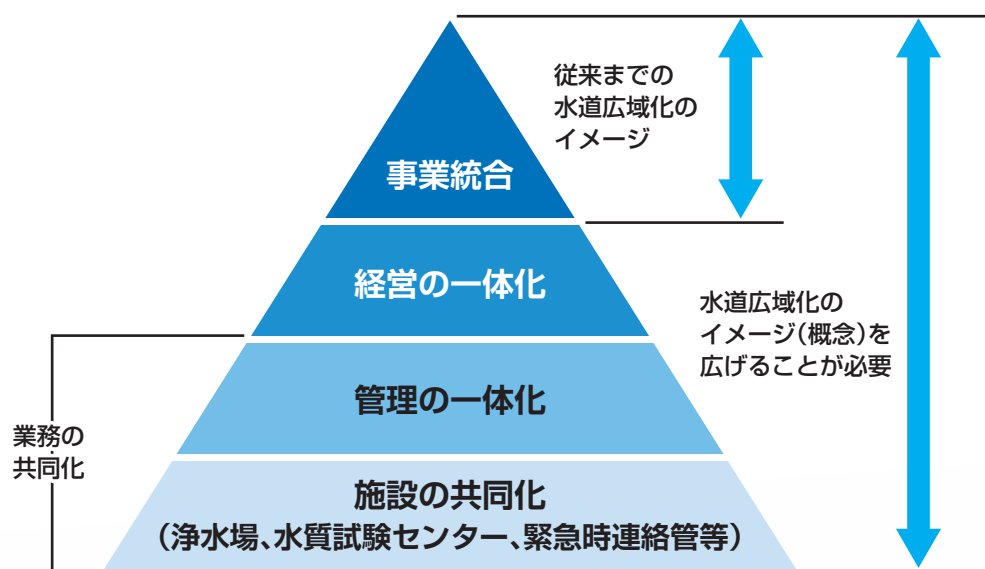 従来までの
水道広域化の
イメージ
事業統合
経営の一体化
水道広域化の
イメージ(概念)を
広げることが必要
管理の一体化
業務の
共同化
施設の共同化
(浄水場、水質試験センター、緊急時連絡管等)